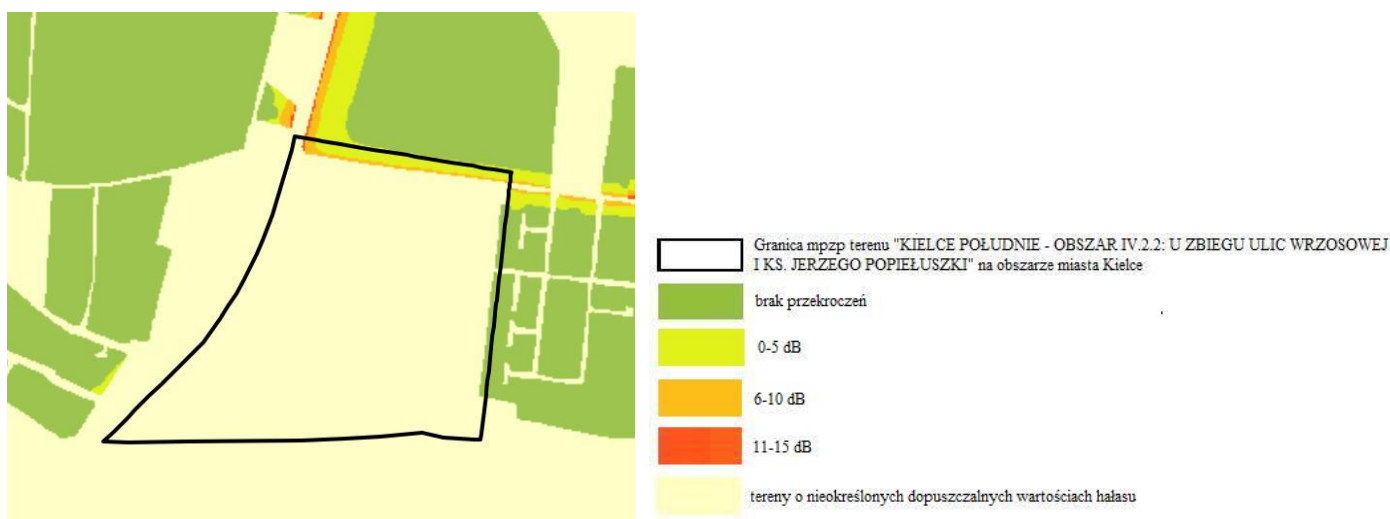 Granica mpzp terenu "KIELCE POŁUDNIE - OBSZAR IV.2.2: U ZBIEGU ULIC WRZOSOWEJ
I KS. JERZEGO POPIEŁUSZKI" na obszarze miasta Kielce
brak przekroczeń
0-5 dB
6-10 dB
11-15 dB
tereny o nieokreślonych dopuszczalnych wartościach hałasu